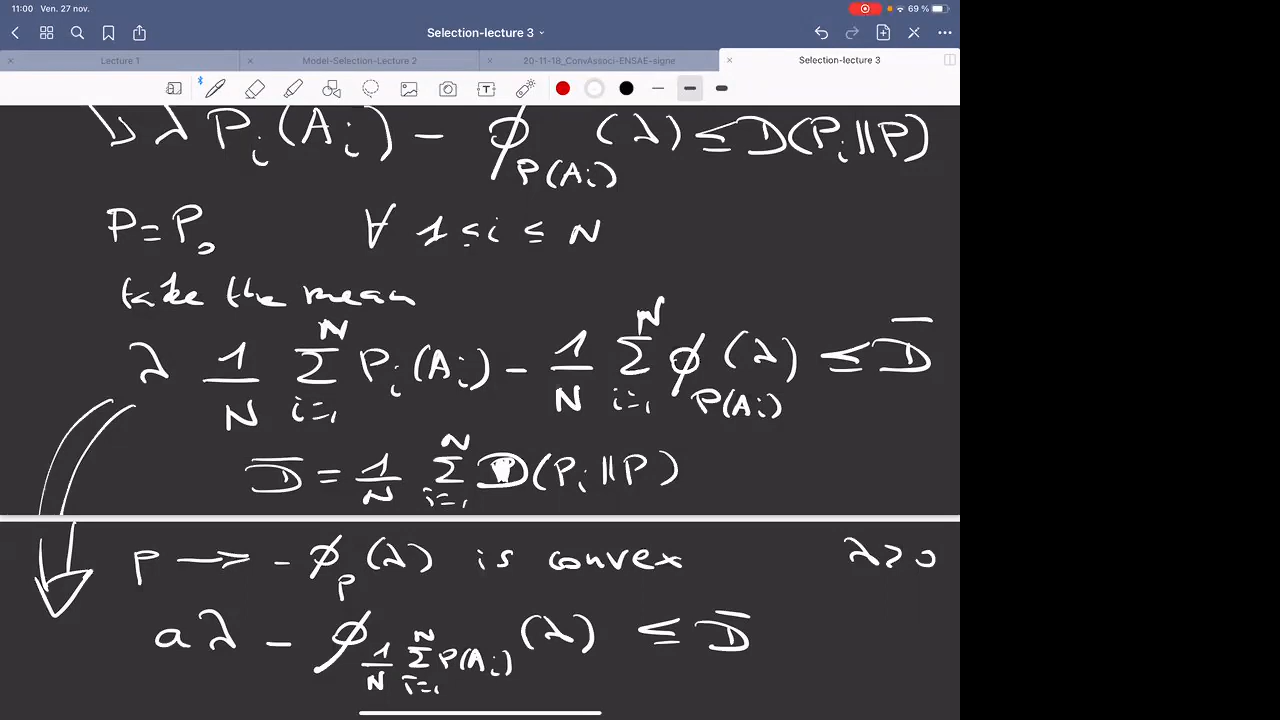 11:00 Ven. 27 nov. 69 %
Selection-lecture 3
Lecture 1 Model-Selection-Lecture 2 20-11-18_ConvAssoci-ENSAE-signe Selection-lecture 3
λ P_i(A_i) − ϕ_{P(A_i)}(λ) ≤ D(P_i || P)
P = P_0 ∀ 1 ≤ i ≤ N
take the mean
λ 1/N Σ_{i=1}^{N} P_i(A_i) − 1/N Σ_{i=1}^{N} ϕ_{P(A_i)}(λ) ≤ D̅
D̅ = 1/N Σ_{i=1}^{N} D(P_i || P)
p → − ϕ_p(λ) is convex λ > 0
a λ − ϕ_{1/N Σ_{i=1}^{N} P(A_i)}(λ) ≤ D̅